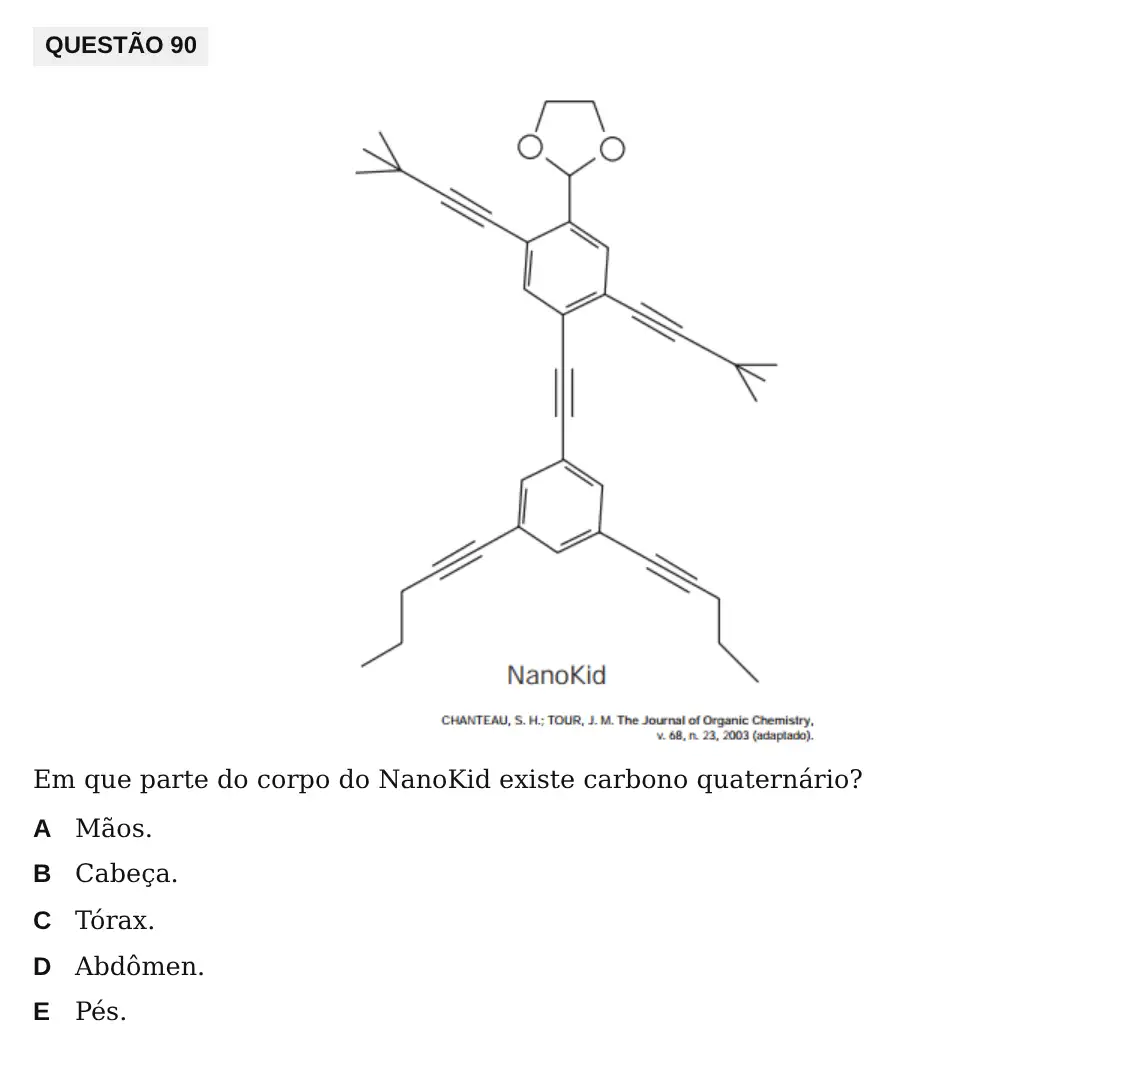 QUESTÃO 90
O
O
NanoKid
CHANTEAU, S. H.; TOUR, J. M. The Journal of Organic Chemistry,
v. 68, n. 23, 2003 (adaptado).
Em que parte do corpo do NanoKid existe carbono quaternário?
A Mãos.
B Cabeça.
C Tórax.
D Abdômen.
E Pés.